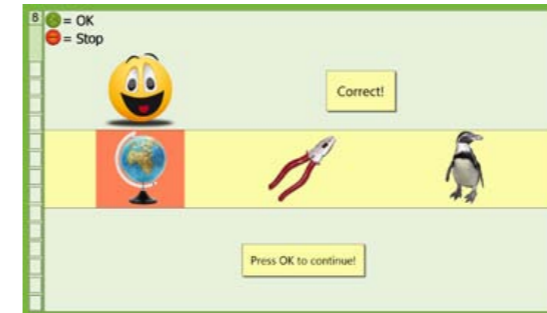 8
= OK
= Stop
Correct!
Press OK to continue!